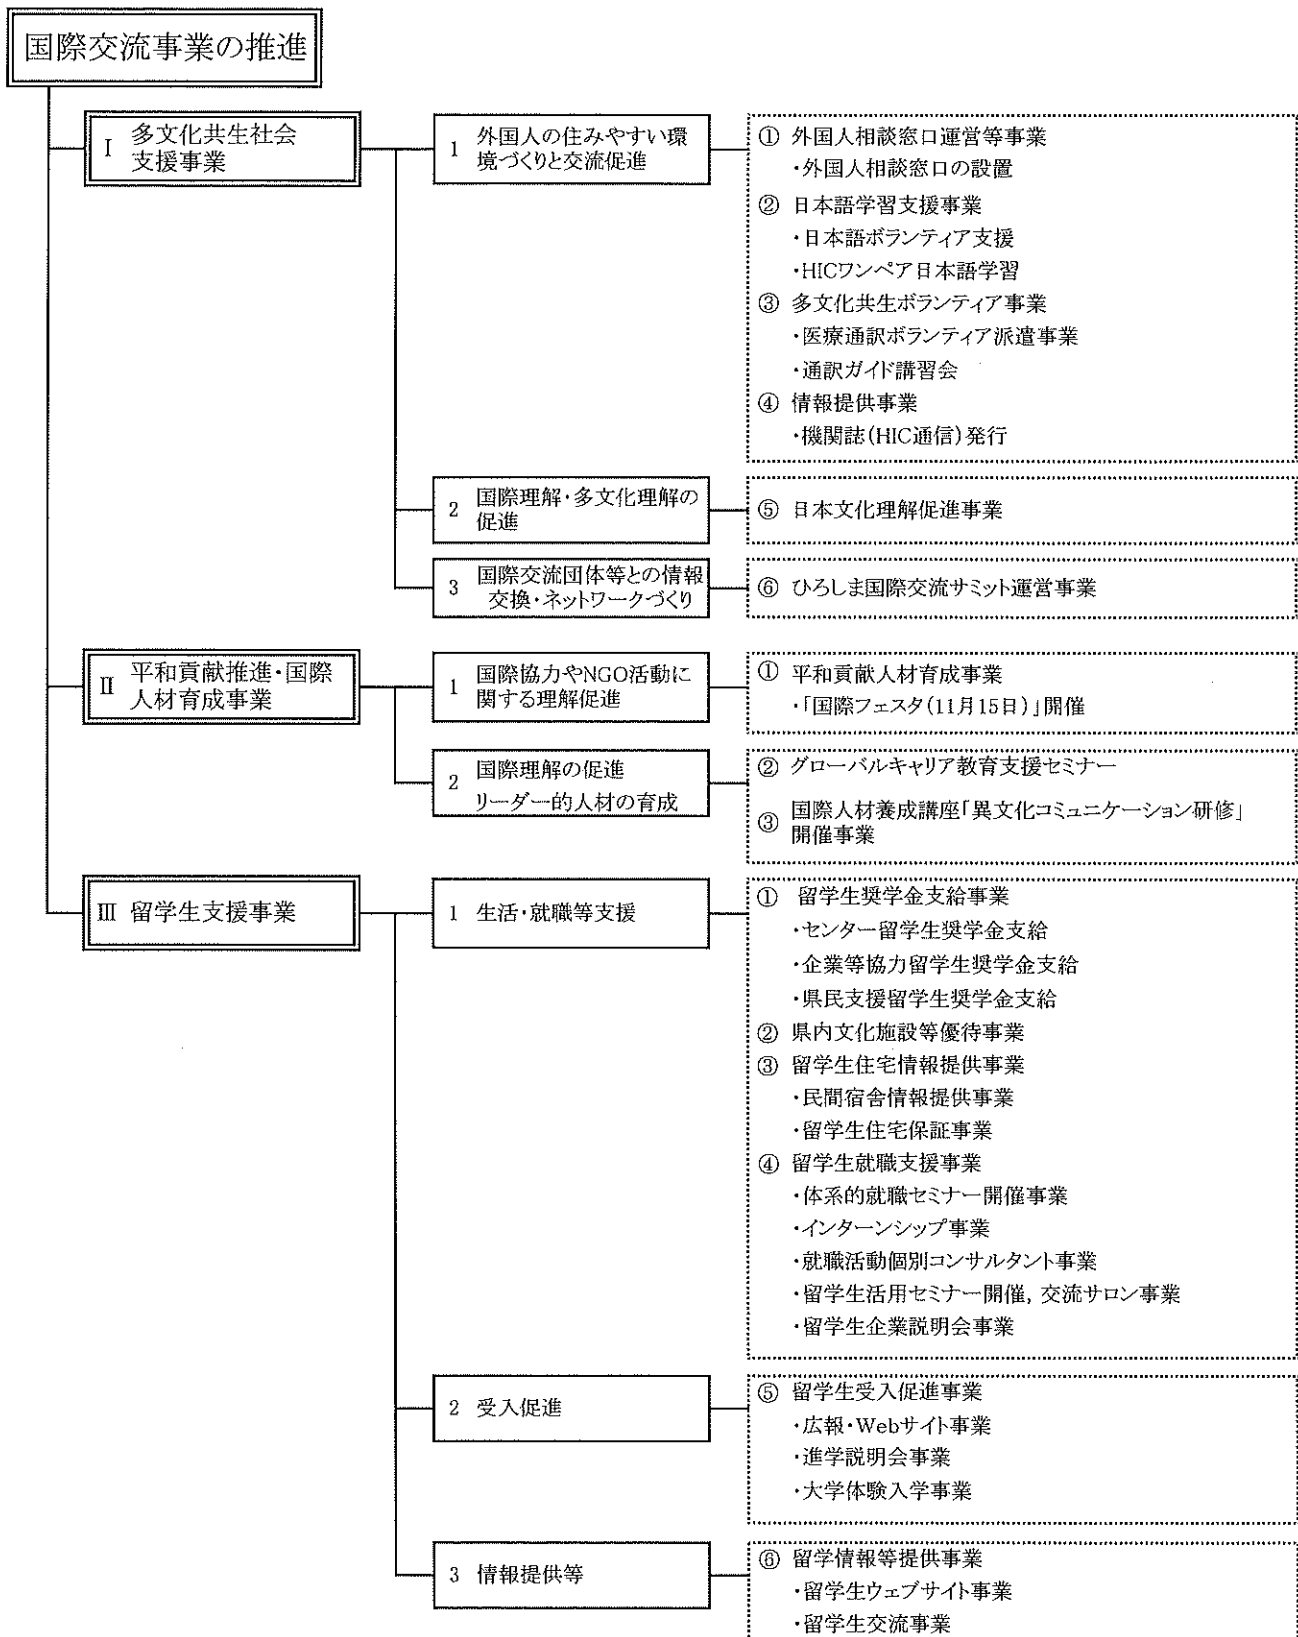 国際交流事業の推進
Ⅰ 多文化共生社会
支援事業
1 外国人の住みやすい環
境づくりと交流促進
① 外国人相談窓口運営等事業
・外国人相談窓口の設置
② 日本語学習支援事業
・日本語ボランティア支援
・HICワンペア日本語学習
③ 多文化共生ボランティア事業
・医療通訳ボランティア派遣事業
・通訳ガイド講習会
④ 情報提供事業
・機関誌(HIC通信)発行
2 国際理解・多文化理解の
促進
⑤ 日本文化理解促進事業
3 国際交流団体等との情報
交換・ネットワークづくり
⑥ ひろしま国際交流サミット運営事業
Ⅱ 平和貢献推進・国際
人材育成事業
1 国際協力やNGO活動に
関する理解促進
① 平和貢献人材育成事業
・「国際フェスタ(11月15日)」開催
2 国際理解の促進
リーダー的人材の育成
② グローバルキャリア教育支援セミナー
③ 国際人材養成講座「異文化コミュニケーション研修」
開催事業
Ⅲ 留学生支援事業
1 生活・就職等支援
① 留学生奨学金支給事業
・センター留学生奨学金支給
・企業等協力留学生奨学金支給
・県民支援留学生奨学金支給
② 県内文化施設等優待事業
③ 留学生住宅情報提供事業
・民間宿舎情報提供事業
・留学生住宅保証事業
④ 留学生就職支援事業
・体系的就職セミナー開催事業
・インターンシップ事業
・就職活動個別コンサルタント事業
・留学生活用セミナー開催, 交流サロン事業
・留学生企業説明会事業
2 受入促進
⑤ 留学生受入促進事業
・広報・Webサイト事業
・進学説明会事業
・大学体験入学事業
3 情報提供等
⑥ 留学情報等提供事業
・留学生ウェブサイト事業
・留学生交流事業